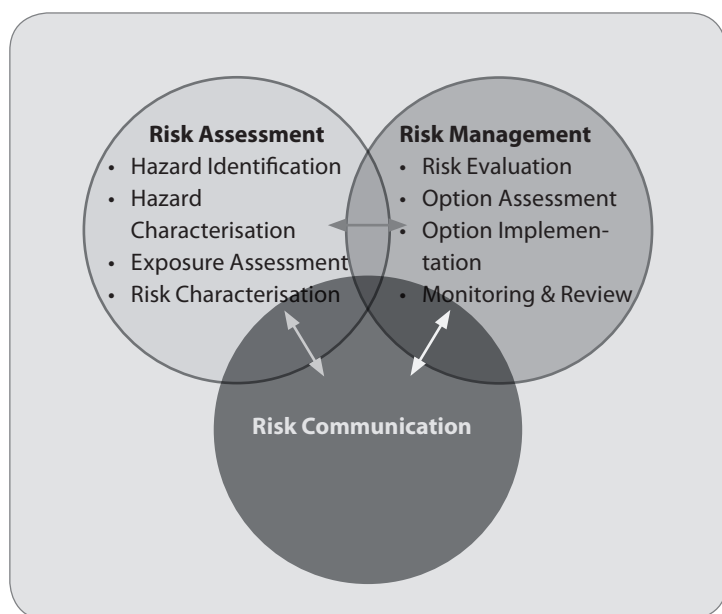 Risk Assessment
• Hazard Identification
• Hazard
Characterisation
• Exposure Assessment
• Risk Characterisation
Risk Management
• Risk Evaluation
• Option Assessment
• Option Implemen-
tation
• Monitoring & Review
Risk Communication